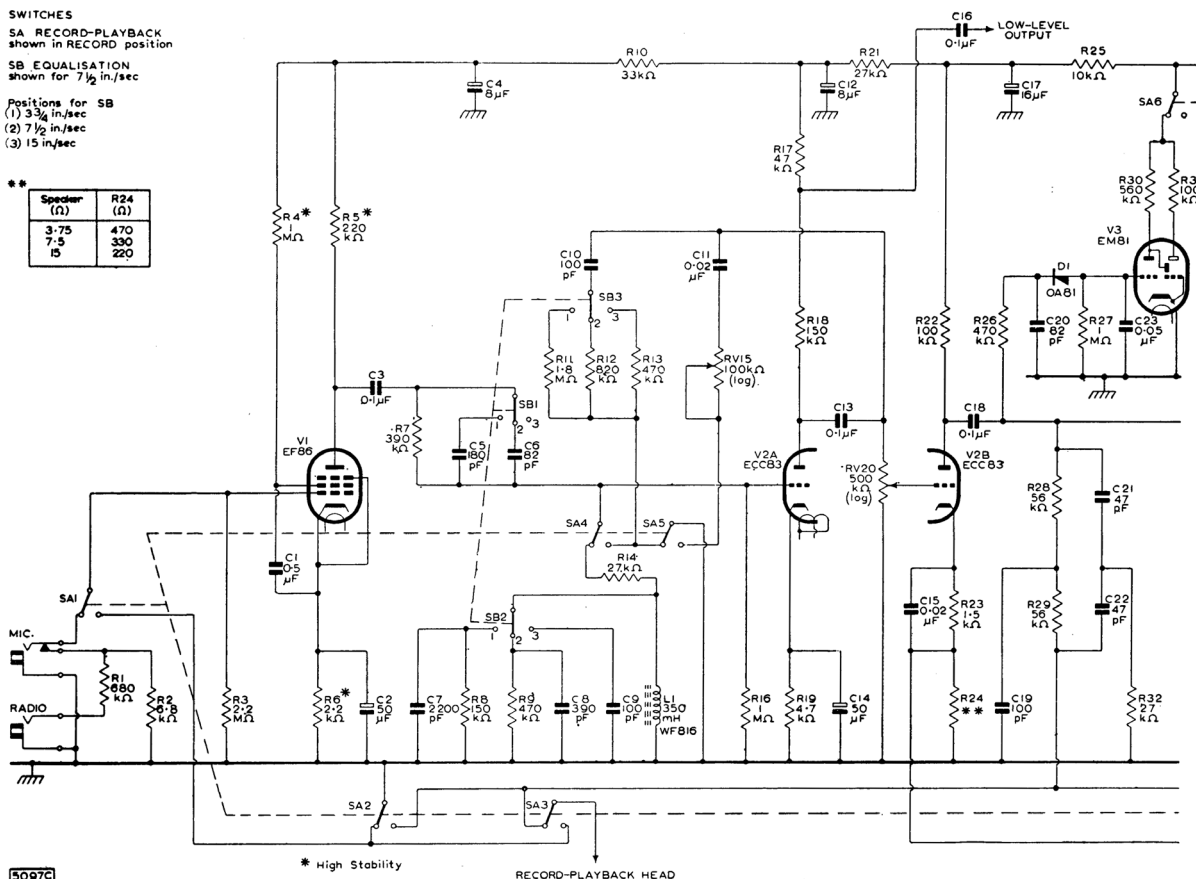 SWITCHES
SA RECORD-PLAYBACK
shown in RECORD position
SB EQUALISATION
shown for 7½ in./sec
Positions for SB
(1) 3¾ in./sec
(2) 7½ in./sec
(3) 15 in./sec
**
Speaker (Ω) R24 (Ω)
3·75 470
7·5 330
15 220
C16
0·1µF
LOW-LEVEL
OUTPUT
R10
33kΩ
R21
27kΩ
R25
10kΩ
C4
8µF
C12
8µF
C17
16µF
SA6
R17
47
kΩ
R30
560
kΩ
R3
100
kΩ
R4 *
1
MΩ
R5 *
220
kΩ
C10
100
pF
C11
0·02
µF
V3
EM81
D1
OA81
SB3
1
2
3
R18
150
kΩ
R22
100
kΩ
R26
470
kΩ
C20
82
pF
R27
1
MΩ
C23
0·05
µF
R11
1·8
MΩ
R12
820
kΩ
R13
470
kΩ
RV15
100kΩ
(log).
C3
0·1µF
SB1
1
2
3
R7
390
kΩ
C5
180
pF
C6
82
pF
V1
EF86
C13
0·1µF
C18
0·1µF
V2A
ECC83
V2B
ECC83
RV20
500
kΩ
(log)
R28
56
kΩ
C21
47
pF
SA4
SA5
R14
27kΩ
C1
0·5
µF
SA1
MIC.
RADIO
R1
680
kΩ
R2
6·8
kΩ
R3
2·2
MΩ
R6 *
2·2
kΩ
C2
50
µF
SB2
1
2
3
C7
2200
pF
R8
150
kΩ
R9
470
kΩ
C8
390
pF
C9
100
pF
L1
350
mH
WF816
R16
1
MΩ
R19
4·7
kΩ
C14
50
µF
C15
0·02
µF
R23
1·5
kΩ
R24
**
C19
100
pF
R29
56
kΩ
C22
47
pF
R32
27
kΩ
SA2
SA3
* High Stability
RECORD-PLAYBACK HEAD
5097C